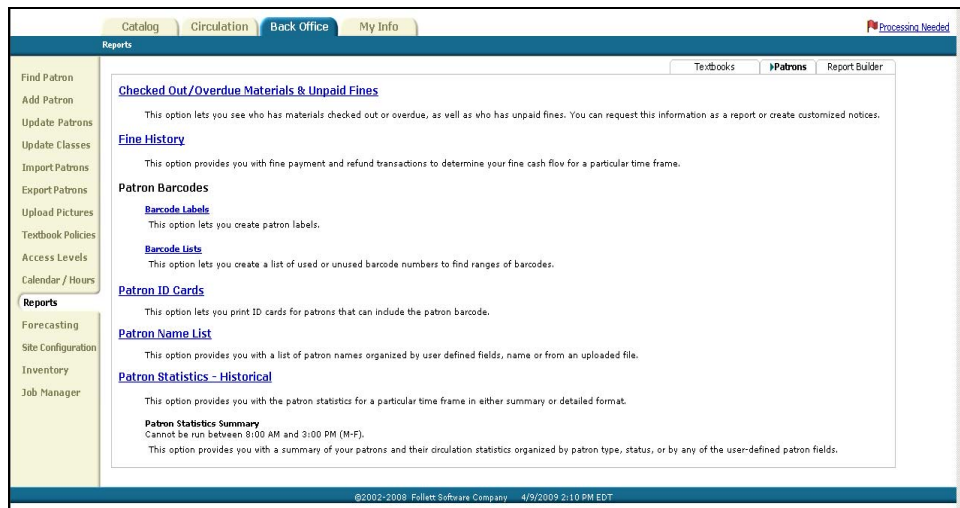 Catalog Circulation Back Office My Info
Processing Needed
Reports
Textbooks Patrons Report Builder
Find Patron
Add Patron
Update Patrons
Update Classes
Import Patrons
Export Patrons
Upload Pictures
Textbook Policies
Access Levels
Calendar / Hours
Reports
Forecasting
Site Configuration
Inventory
Job Manager
Checked Out/Overdue Materials & Unpaid Fines
This option lets you see who has materials checked out or overdue, as well as who has unpaid fines. You can request this information as a report or create customized notices.
Fine History
This option provides you with fine payment and refund transactions to determine your fine cash flow for a particular time frame.
Patron Barcodes
Barcode Labels
This option lets you create patron labels.
Barcode Lists
This option lets you create a list of used or unused barcode numbers to find ranges of barcodes.
Patron ID Cards
This option lets you print ID cards for patrons that can include the patron barcode.
Patron Name List
This option provides you with a list of patron names organized by user defined fields, name or from an uploaded file.
Patron Statistics - Historical
This option provides you with the patron statistics for a particular time frame in either summary or detailed format.
Patron Statistics Summary
Cannot be run between 8:00 AM and 3:00 PM (M-F).
This option provides you with a summary of your patrons and their circulation statistics organized by patron type, status, or by any of the user-defined patron fields.
©2002-2008 Follett Software Company 4/9/2009 2:10 PM EDT